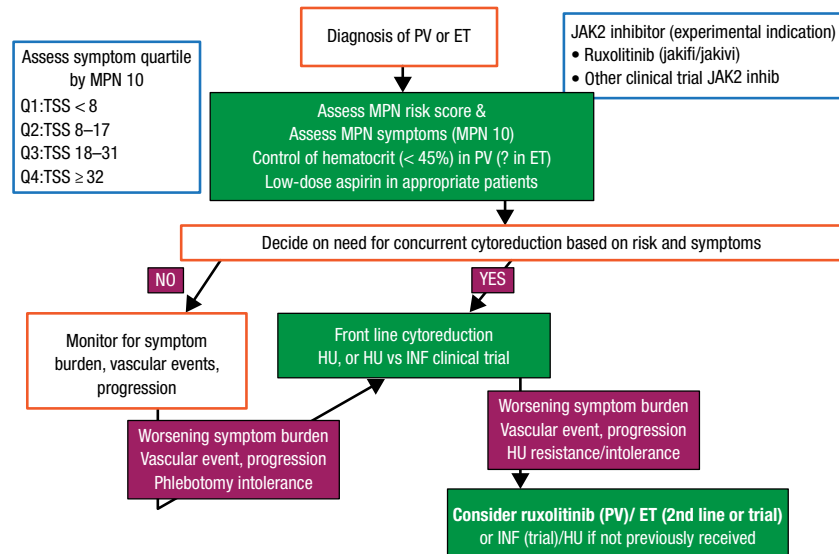 Assess symptom quartile
by MPN 10
Q1:TSS < 8
Q2:TSS 8–17
Q3:TSS 18–31
Q4:TSS ≥ 32
Diagnosis of PV or ET
JAK2 inhibitor (experimental indication)
• Ruxolitinib (jakifi/jakivi)
• Other clinical trial JAK2 inhib
Assess MPN risk score &
Assess MPN symptoms (MPN 10)
Control of hematocrit (< 45%) in PV (? in ET)
Low-dose aspirin in appropriate patients
Decide on need for concurrent cytoreduction based on risk and symptoms
NO
YES
Monitor for symptom
burden, vascular events,
progression
Front line cytoreduction
HU, or HU vs INF clinical trial
Worsening symptom burden
Vascular event, progression
Phlebotomy intolerance
Worsening symptom burden
Vascular event, progression
HU resistance/intolerance
Consider ruxolitinib (PV)/ ET (2nd line or trial)
or INF (trial)/HU if not previously received